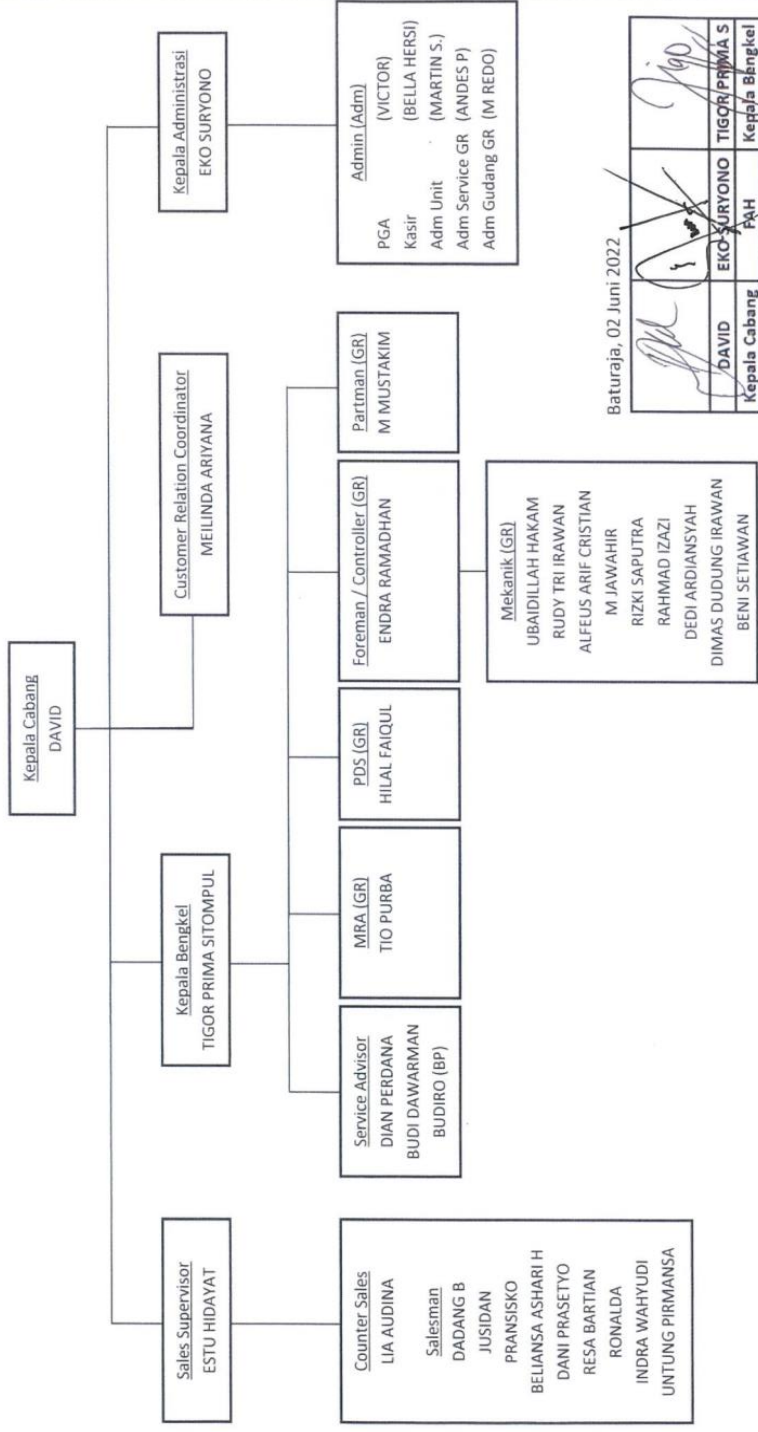 Kepala Cabang
DAVID
Customer Relation Coordinator
MEILINDA ARIYANA
Sales Supervisor
ESTU HIDAYAT
Kepala Bengkel
TIGOR PRIMA SITOMPUL
Kepala Administrasi
EKO SURYONO
Counter Sales
LIA AUDINA
Salesman
DADANG B
JUSIDAN
PRANSISKO
BELIANSA ASHARI H
DANI PRASETYO
RESA BARTIAN
RONALDA
INDRA WAHYUDI
UNTUNG PIRMANSA
Service Advisor
DIAN PERDANA
BUDI DAWARMAN
BUDIRO (BP)
MRA (GR)
TIO PURBA
PDS (GR)
HILAL FAIQUL
Foreman / Controller (GR)
ENDRA RAMADHAN
Partman (GR)
M MUSTAKIM
Mekanik (GR)
UBAIDILLAH HAKAM
RUDY TRI IRAWAN
ALFEUS ARIF CRISTIAN
M JAWAHIR
RIZKI SAPUTRA
RAHMAD IZAZI
DEDI ARDIANSYAH
DIMAS DUDUNG IRAWAN
BENI SETIAWAN
Admin (Adm)
PGA (VICTOR)
Kasir (BELLA HERSI)
Adm Unit (MARTIN S.)
Adm Service GR (ANDES P)
Adm Gudang GR (M REDO)
Baturaja, 02 Juni 2022
DAVID EKO SURYONO TIGOR PRIMA S
Kepala Cabang FAH Kepala Bengkel